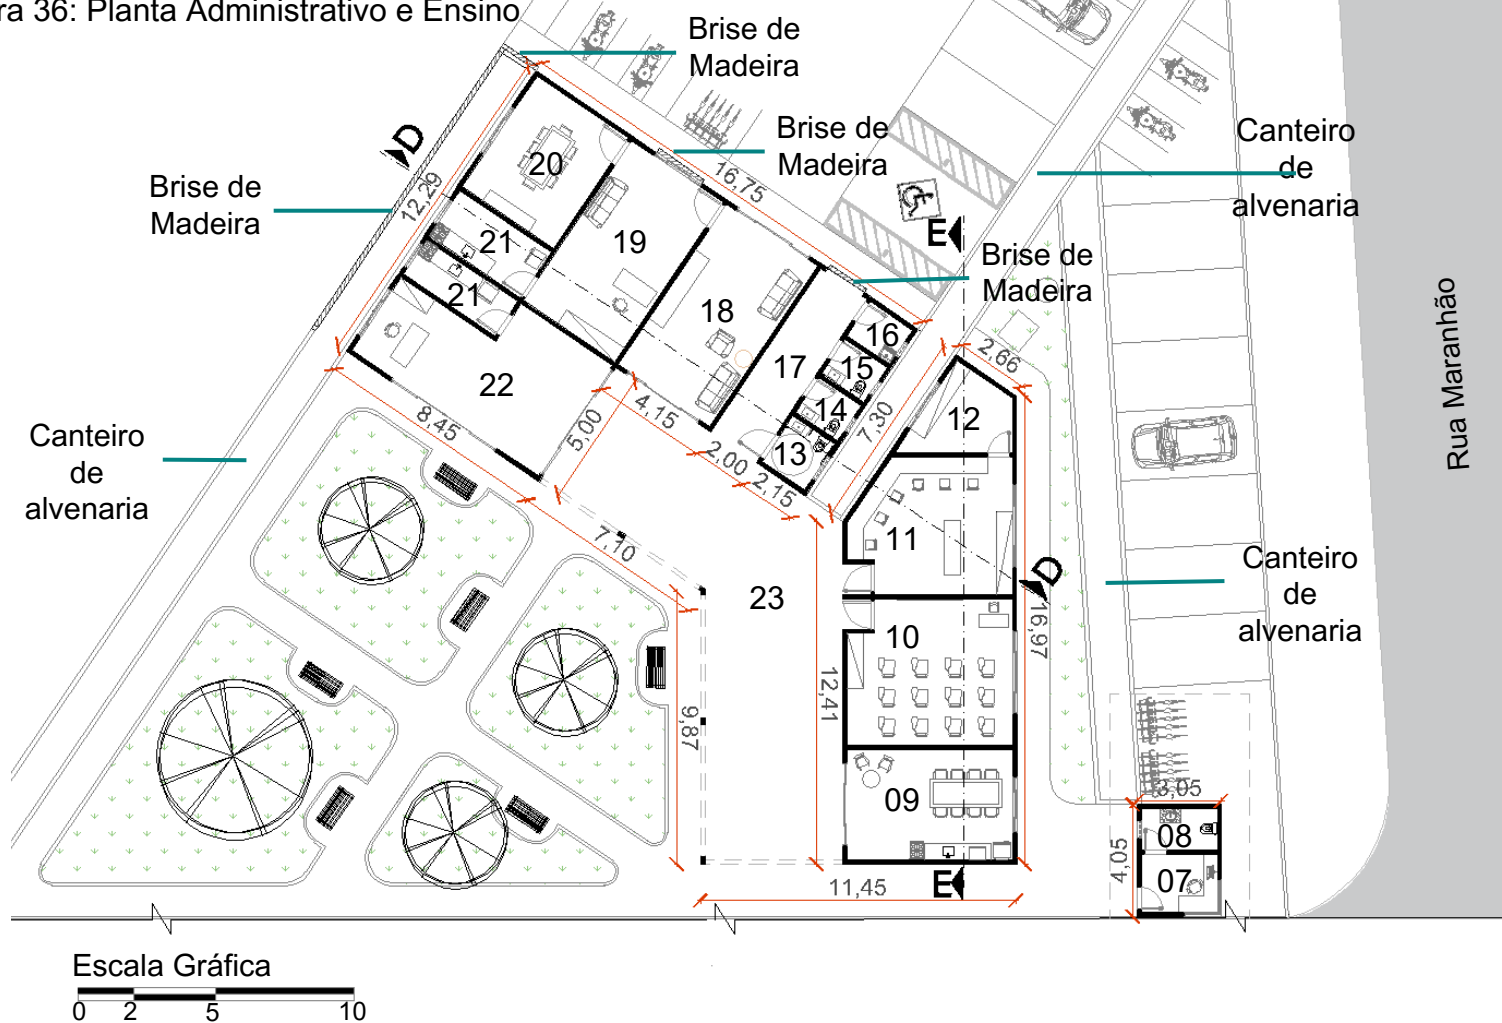 ra 36: Planta Administrativo e Ensino
Brise de
Madeira
Brise de
Madeira
Canteiro
de
alvenaria
D
20
16,75
Brise de
Madeira
12,29
E
21
19
Brise de
Madeira
21
18
16
2,66
Rua Maranhão
17
15
22
4,15
14
7,30
12
8,45
5,00
13
Canteiro
de
alvenaria
2,00
2,15
11
7,10
D
Canteiro
de
alvenaria
23
10
16,97
12,41
9,87
09
3,05
08
4,05
07
11,45
E
Escala Gráfica
0 2 5 10